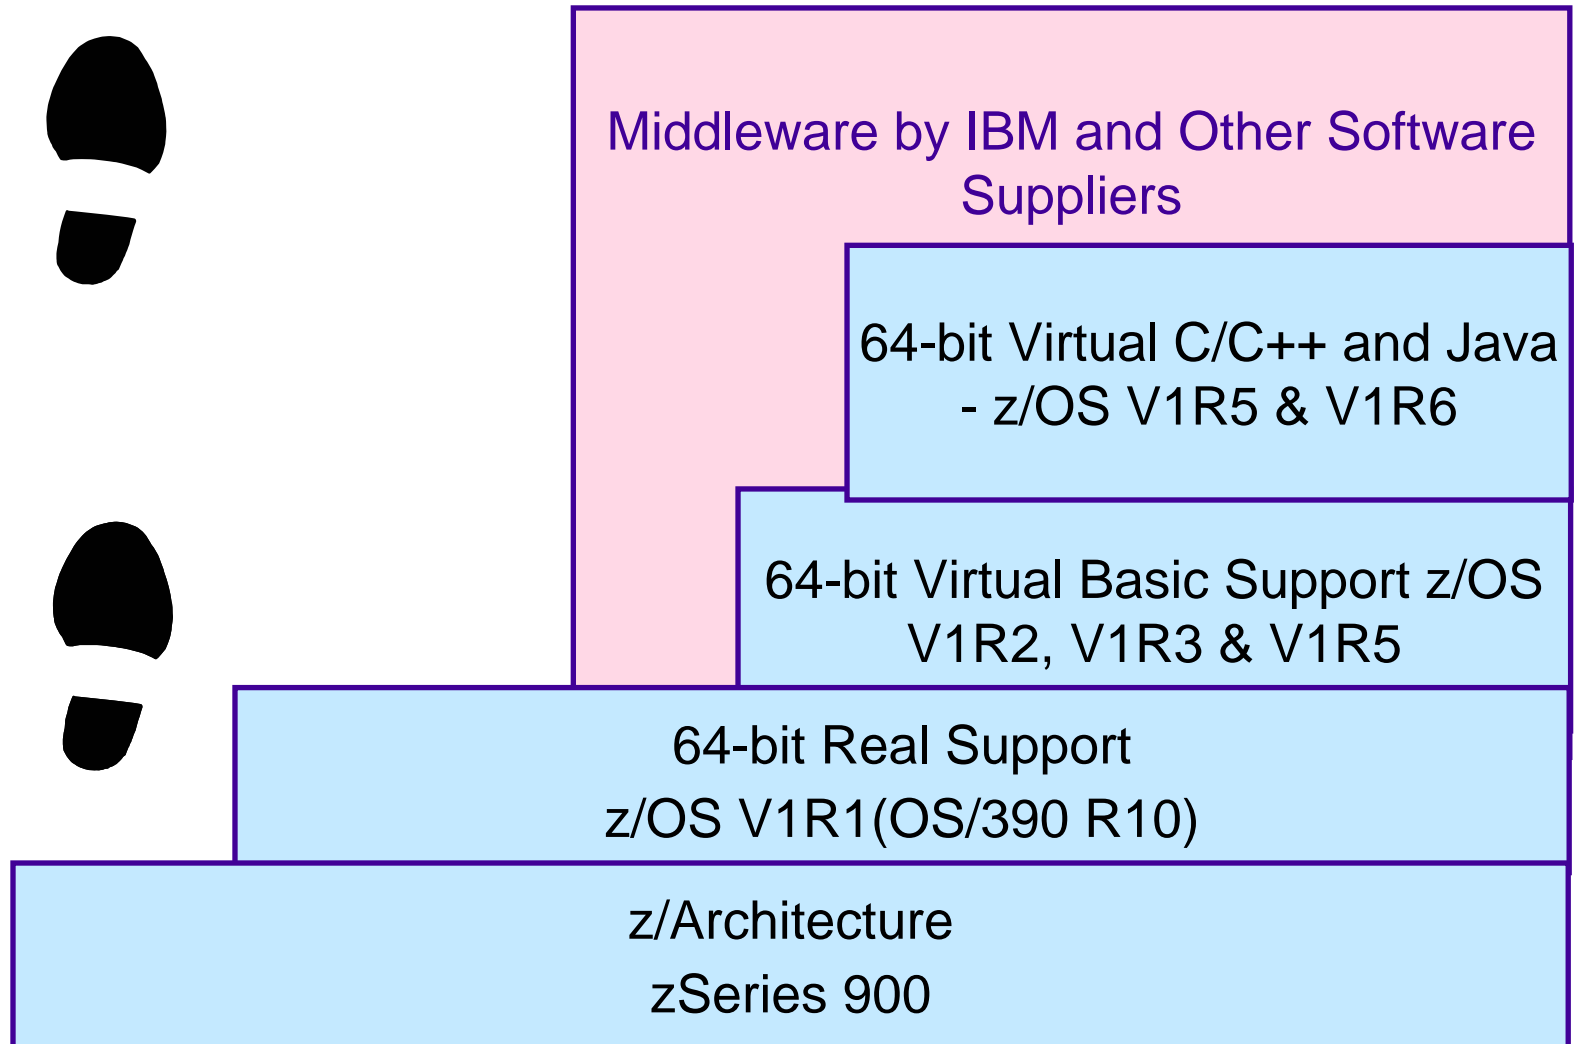 Middleware by IBM and Other Software
Suppliers
64-bit Virtual C/C++ and Java
- z/OS V1R5 & V1R6
64-bit Virtual Basic Support z/OS
V1R2, V1R3 & V1R5
64-bit Real Support
z/OS V1R1(OS/390 R10)
z/Architecture
zSeries 900